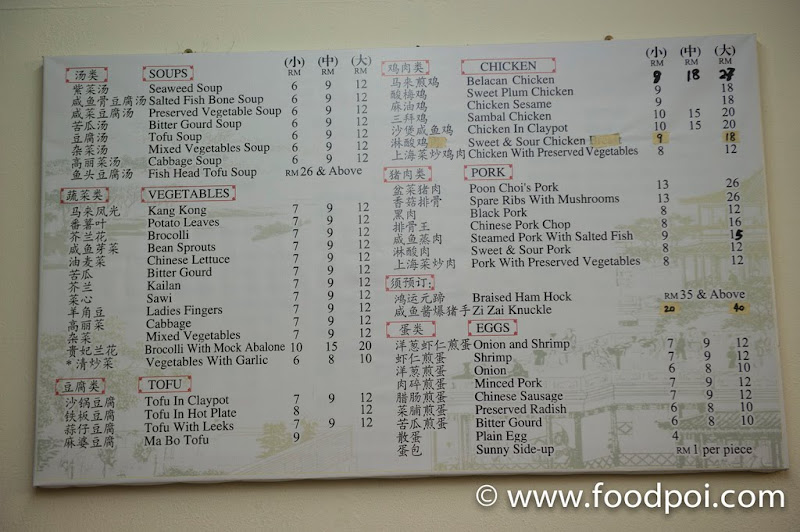 (小) (中) (大)
汤类 SOUPS RM RM RM
紫菜汤 Seaweed Soup 6 9 12
咸鱼骨豆腐汤 Salted Fish Bone Soup 6 9 12
咸菜豆腐汤 Preserved Vegetable Soup 6 9 12
苦瓜汤 Bitter Gourd Soup 6 9 12
豆腐汤 Tofu Soup 6 9 12
杂菜汤 Mixed Vegetables Soup 6 9 12
高丽菜汤 Cabbage Soup 6 9 12
鱼头豆腐汤 Fish Head Tofu Soup RM 26 & Above
蔬菜类 VEGETABLES
马来凤光 Kang Kong 7 9 12
番薯叶 Potato Leaves 7 9 12
芥兰花 Brocolli 7 9 12
咸鱼芽菜 Bean Sprouts 7 9 12
油麦菜 Chinese Lettuce 7 9 12
苦瓜 Bitter Gourd 7 9 12
芥兰 Kailan 7 9 12
菜心 Sawi 7 9 12
羊角豆 Ladies Fingers 7 9 12
高丽菜 Cabbage 7 9 12
杂菜 Mixed Vegetables 7 9 12
贵妃兰花 Brocolli With Mock Abalone 10 15 20
*清炒菜 Vegetables With Garlic 6 8 10
豆腐类 TOFU
沙锅豆腐 Tofu In Claypot 7 9 12
铁板豆腐 Tofu In Hot Plate 8 12
蒜仔豆腐 Tofu With Leeks 7 9 12
麻婆豆腐 Ma Bo Tofu 9
(小) (中) (大)
鸡肉类 CHICKEN RM RM RM
马来煎鸡 Belacan Chicken 9 18 27
酸梅鸡 Sweet Plum Chicken 9 18
麻油鸡 Chicken Sesame 9 18
三拜鸡 Sambal Chicken 10 15 20
沙煲咸鱼鸡 Chicken In Claypot 10 15 20
淋酸鸡 Sweet & Sour Chicken 9 18
上海菜炒鸡肉 Chicken With Preserved Vegetables 8 12
猪肉类 PORK
盆菜猪肉 Poon Choi's Pork 13 26
香菇排骨 Spare Ribs With Mushrooms 13 26
黑肉 Black Pork 8 12
排骨王 Chinese Pork Chop 8 16
咸鱼蒸肉 Steamed Pork With Salted Fish 9 15
淋酸肉 Sweet & Sour Pork 8 12
上海菜炒肉 Pork With Preserved Vegetables 8 12
须预订:
鸿运元蹄 Braised Ham Hock RM 35 & Above
咸鱼酱爆猪手 Zi Zai Knuckle 20 40
蛋类 EGGS
洋葱虾仁煎蛋 Onion and Shrimp 7 9 12
虾仁煎蛋 Shrimp 7 9 12
洋葱煎蛋 Onion 6 8 10
肉碎煎蛋 Minced Pork 7 9 12
腊肠煎蛋 Chinese Sausage 7 9 12
菜脯煎蛋 Preserved Radish 6 8 10
苦瓜煎蛋 Bitter Gourd 6 8 10
散蛋 Plain Egg 4
蛋包 Sunny Side-up RM 1 per piece
© www.foodpoi.com